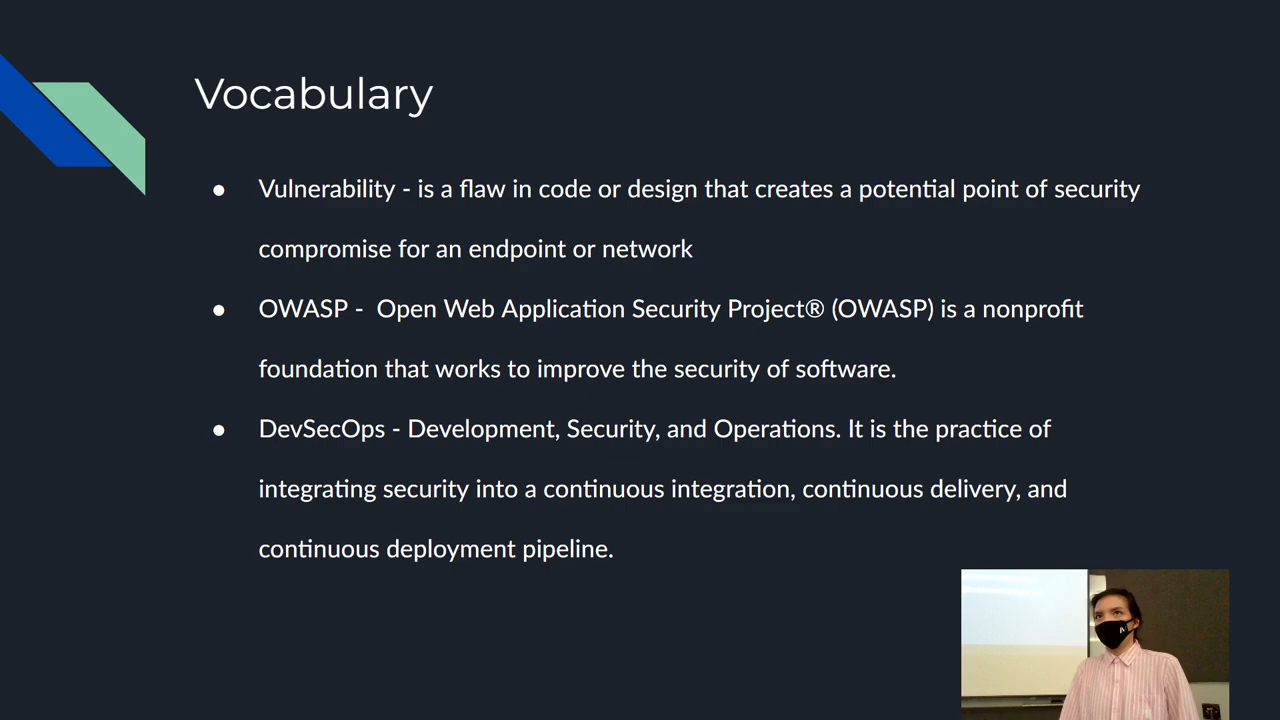 Vocabulary
● Vulnerability - is a flaw in code or design that creates a potential point of security
compromise for an endpoint or network
● OWASP -  Open Web Application Security Project® (OWASP) is a nonprofit
foundation that works to improve the security of software.
● DevSecOps - Development, Security, and Operations. It is the practice of
integrating security into a continuous integration, continuous delivery, and
continuous deployment pipeline.